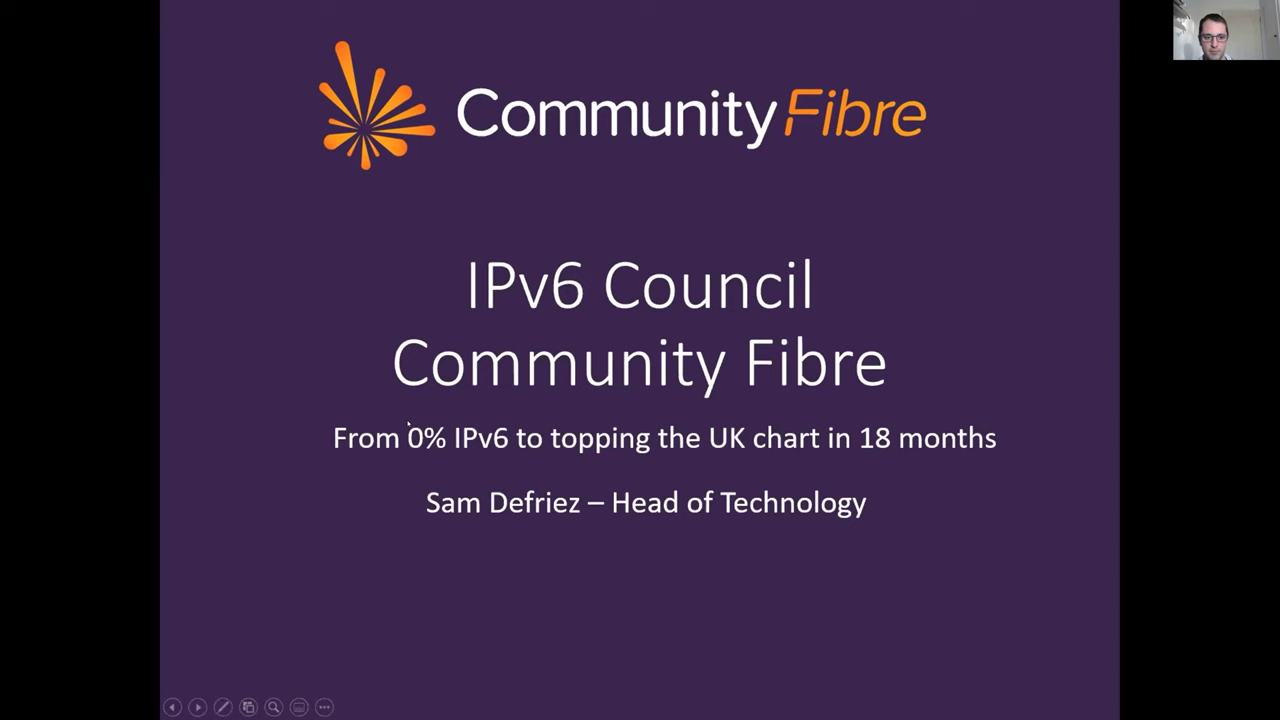 Community Fibre
IPv6 Council
Community Fibre
From 0% IPv6 to topping the UK chart in 18 months
Sam Defriez – Head of Technology